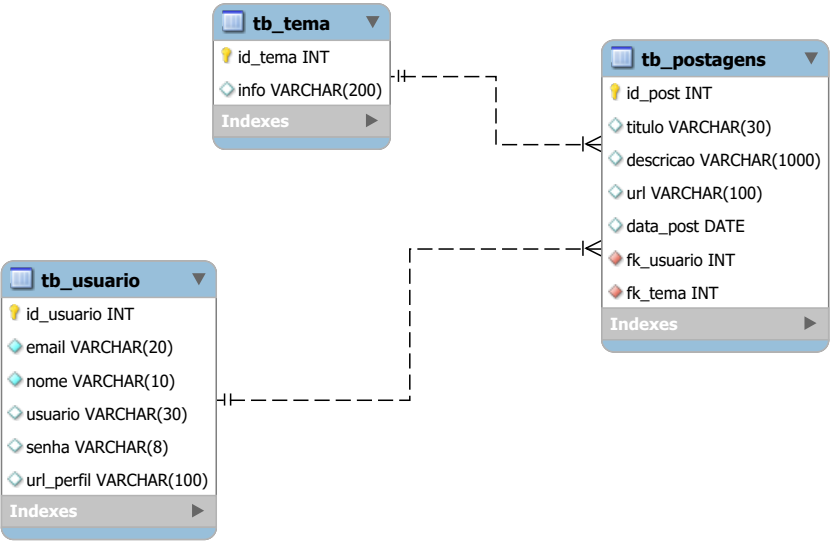 tb_tema
id_tema INT
info VARCHAR(200)
Indexes
tb_postagens
id_post INT
titulo VARCHAR(30)
descricao VARCHAR(1000)
url VARCHAR(100)
data_post DATE
fk_usuario INT
fk_tema INT
Indexes
tb_usuario
id_usuario INT
email VARCHAR(20)
nome VARCHAR(10)
usuario VARCHAR(30)
senha VARCHAR(8)
url_perfil VARCHAR(100)
Indexes